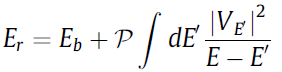 E_r = E_b + \mathcal{P} \int dE' \frac{|V_{E'}|^2}{E - E'}